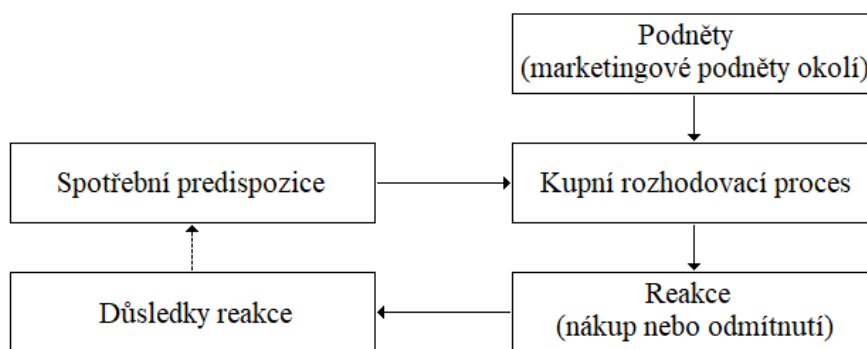 Podněty
(marketingové podněty okolí)
Spotřební predispozice
Kupní rozhodovací proces
Důsledky reakce
Reakce
(nákup nebo odmítnutí)